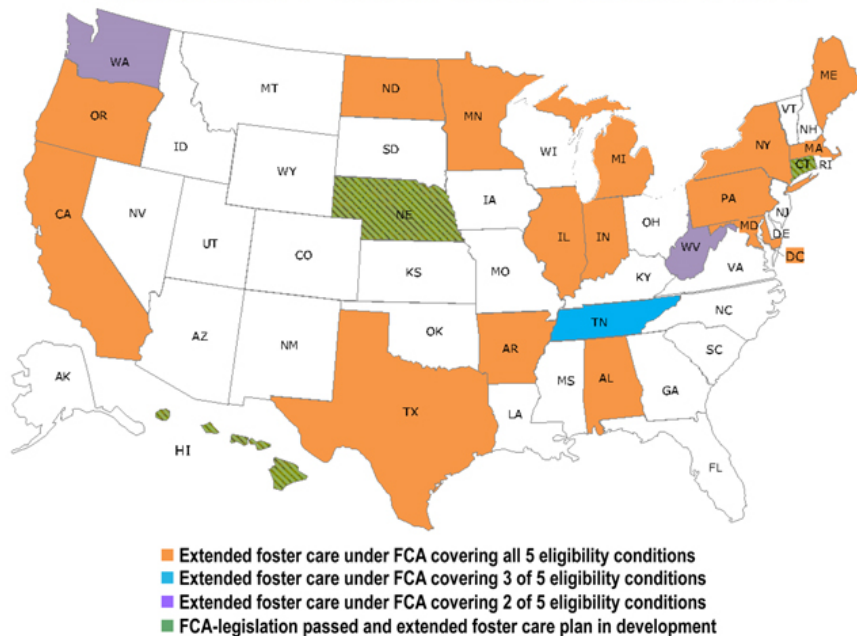 WA
MT
ND
MN
ME
OR
ID
SD
WI
MI
NY
VT
NH
MA
CT
RI
WY
IA
NE
PA
NJ
CA
NV
UT
CO
IL
IN
OH
MD
DE
DC
WV
VA
KS
MO
KY
AZ
NM
OK
AR
TN
NC
SC
MS
AL
GA
TX
LA
FL
AK
HI
Extended foster care under FCA covering all 5 eligibility conditions
Extended foster care under FCA covering 3 of 5 eligibility conditions
Extended foster care under FCA covering 2 of 5 eligibility conditions
FCA-legislation passed and extended foster care plan in development